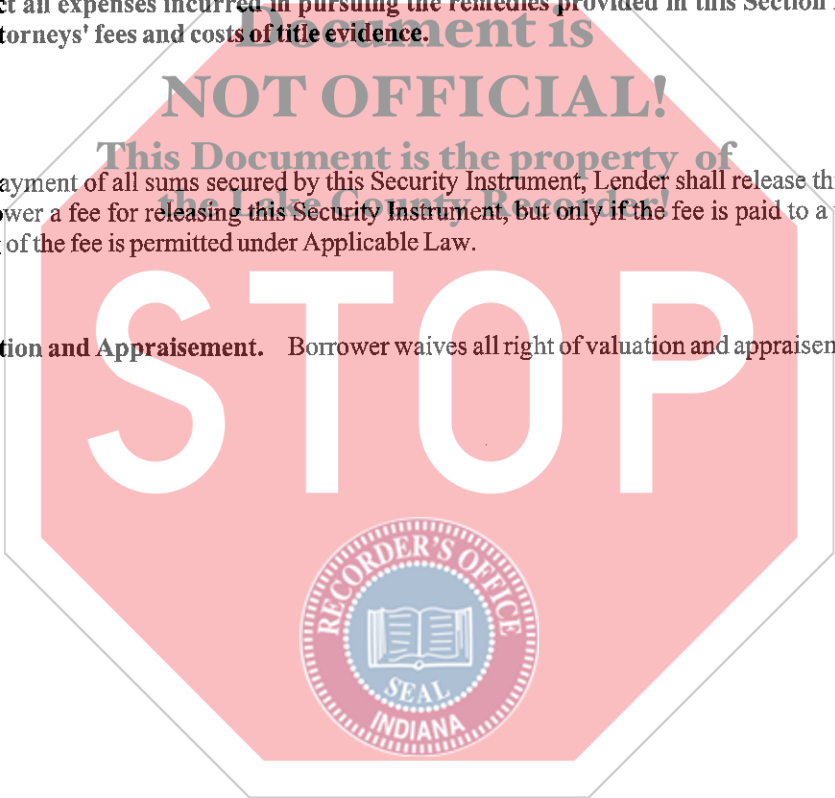 ct all expenses incurred in pursuing the remedies provided in this Section
torneys' fees and costs of title evidence.
Document is
NOT OFFICIAL!
This Document is the property of
the Lake County Recorder!
ayment of all sums secured by this Security Instrument, Lender shall release th
wer a fee for releasing this Security Instrument, but only if the fee is paid to a
of the fee is permitted under Applicable Law.
tion and Appraisement. Borrower waives all right of valuation and appraisem
STOP
RECORDER'S OFFICE
SEAL
INDIANA